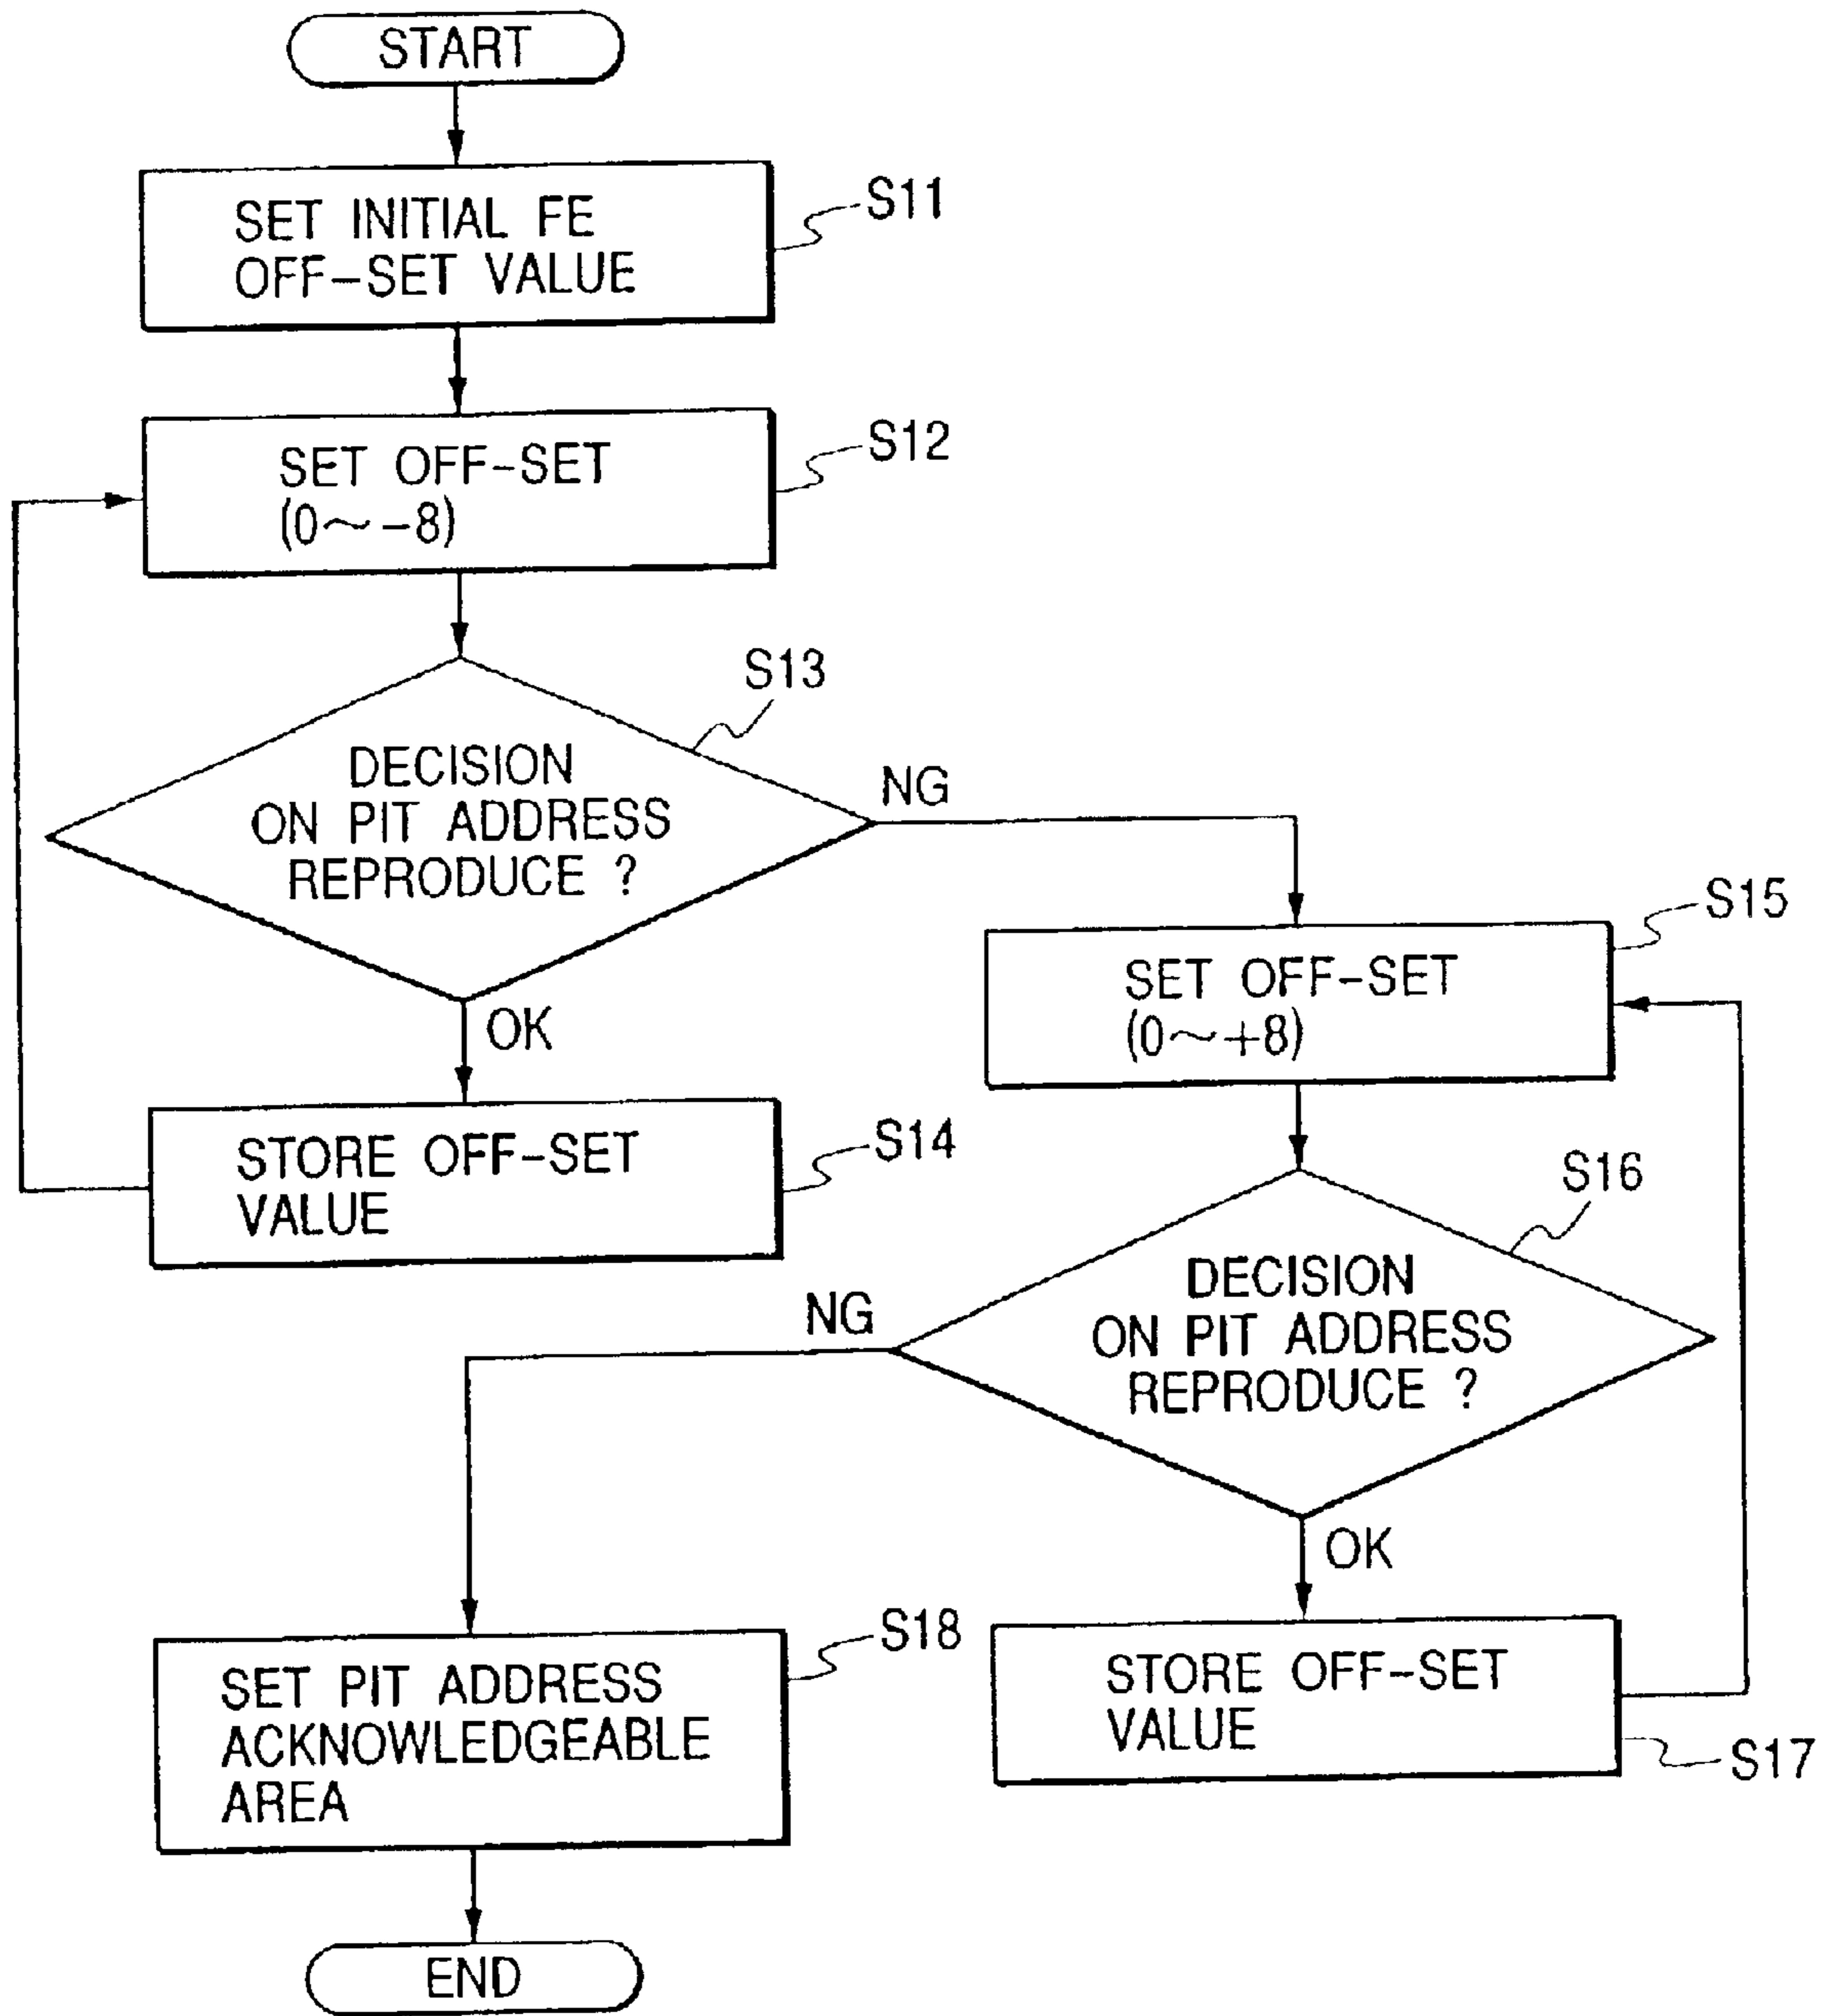 START
SET INITIAL FE
OFF-SET VALUE
S11
SET OFF-SET
(0～-8)
S12
DECISION
ON PIT ADDRESS
REPRODUCE ?
S13
NG
OK
STORE OFF-SET
VALUE
S14
SET OFF-SET
(0～+8)
S15
DECISION
ON PIT ADDRESS
REPRODUCE ?
S16
NG
OK
STORE OFF-SET
VALUE
S17
SET PIT ADDRESS
ACKNOWLEDGEABLE
AREA
S18
END